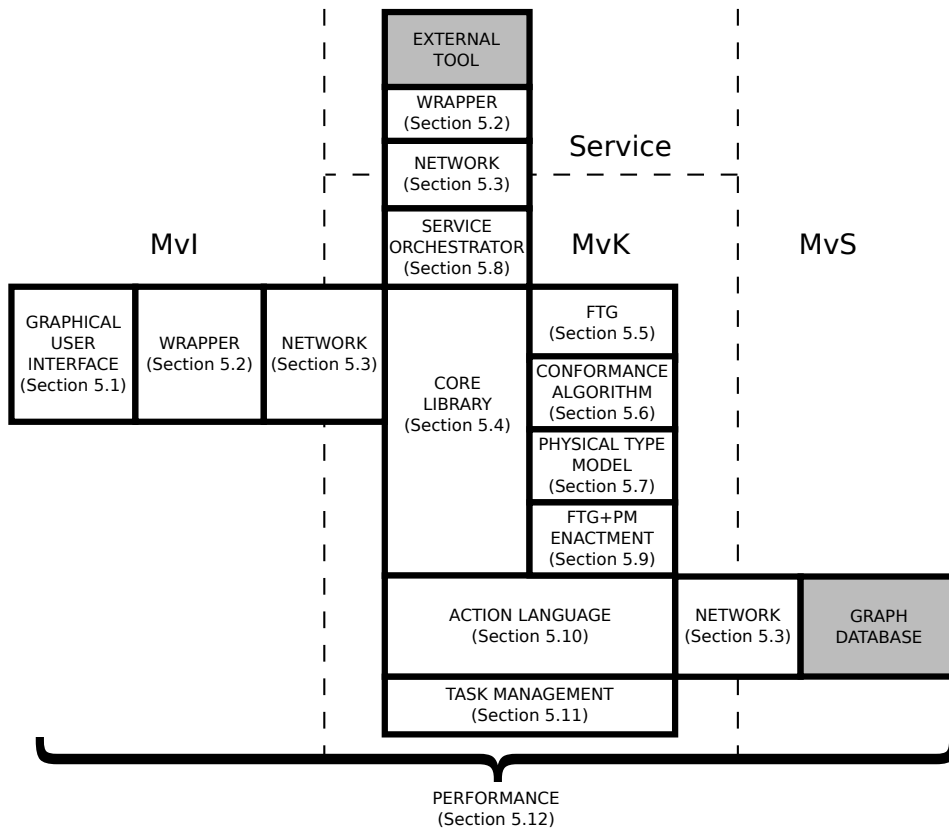 EXTERNAL
TOOL
WRAPPER
(Section 5.2)
Service
NETWORK
(Section 5.3)
MvI
SERVICE
ORCHESTRATOR
(Section 5.8)
MvK
MvS
GRAPHICAL
USER
INTERFACE
(Section 5.1)
WRAPPER
(Section 5.2)
NETWORK
(Section 5.3)
CORE
LIBRARY
(Section 5.4)
FTG
(Section 5.5)
CONFORMANCE
ALGORITHM
(Section 5.6)
PHYSICAL TYPE
MODEL
(Section 5.7)
FTG+PM
ENACTMENT
(Section 5.9)
ACTION LANGUAGE
(Section 5.10)
NETWORK
(Section 5.3)
GRAPH
DATABASE
TASK MANAGEMENT
(Section 5.11)
PERFORMANCE
(Section 5.12)